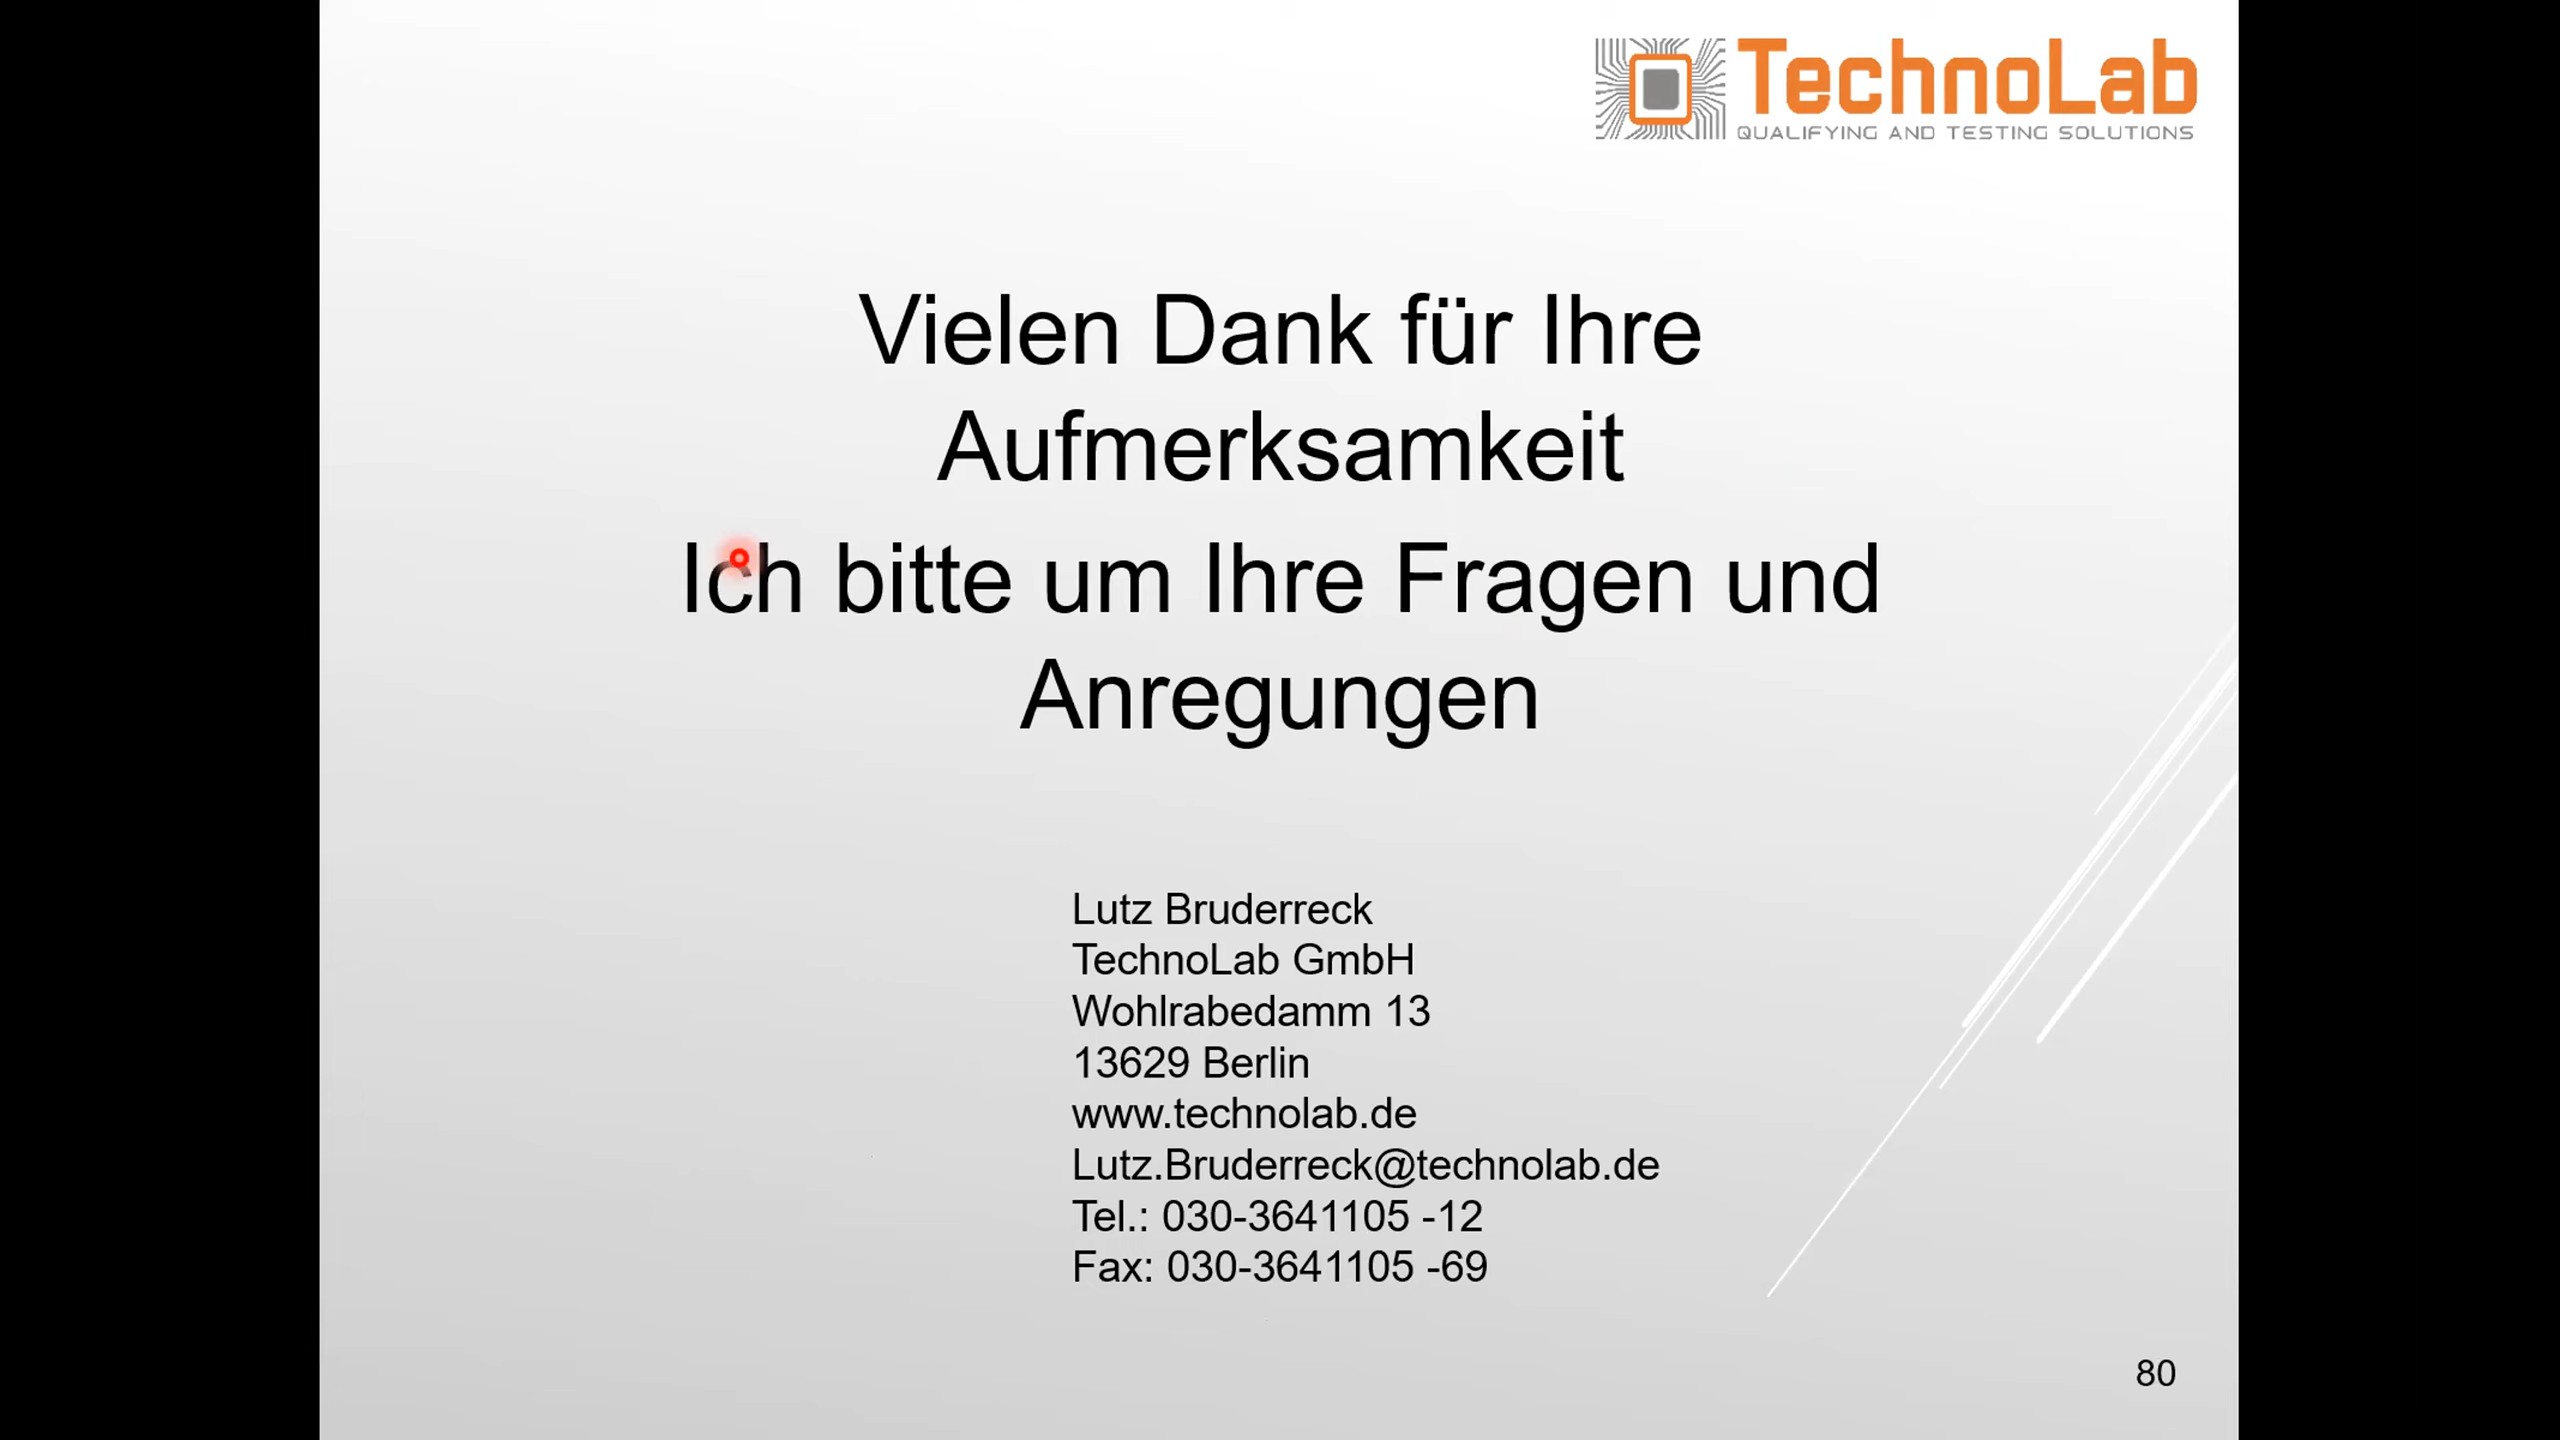 TechnoLab
QUALIFYING AND TESTING SOLUTIONS
Vielen Dank für Ihre
Aufmerksamkeit
Ich bitte um Ihre Fragen und
Anregungen
Lutz Bruderreck
TechnoLab GmbH
Wohlrabedamm 13
13629 Berlin
www.technolab.de
Lutz.Bruderreck@technolab.de
Tel.: 030-3641105 -12
Fax: 030-3641105 -69
80